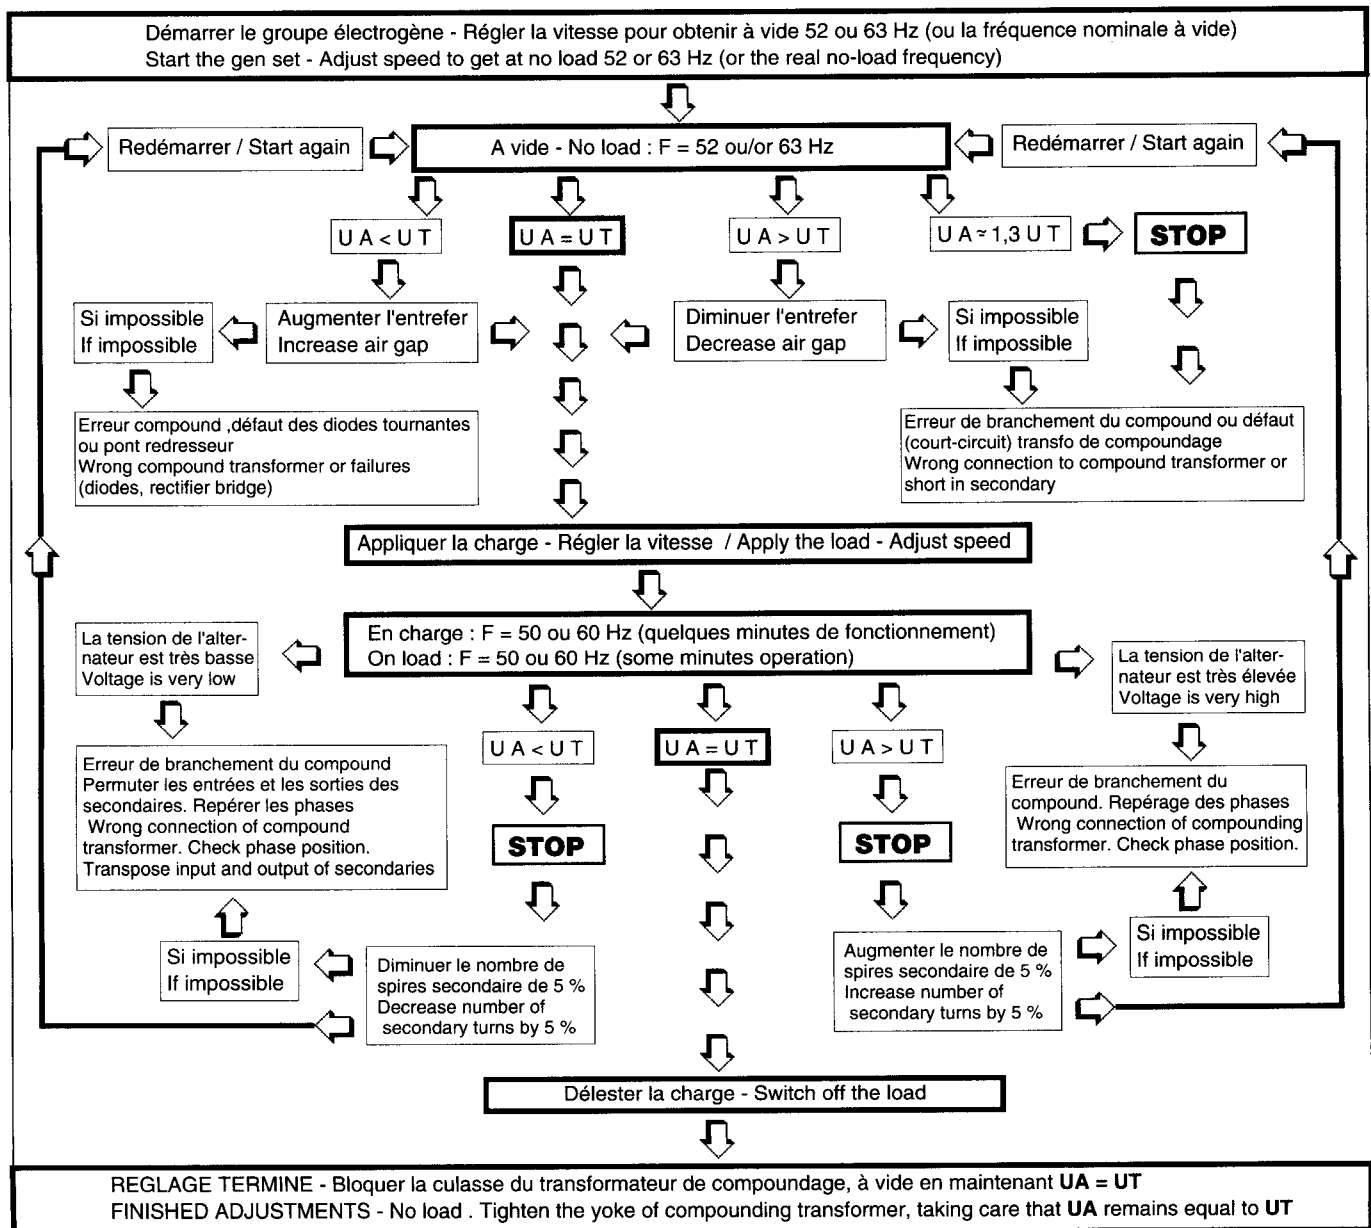 Démarrer le groupe électrogène - Régler la vitesse pour obtenir à vide 52 ou 63 Hz (ou la fréquence nominale à vide)
Start the gen set - Adjust speed to get at no load 52 or 63 Hz (or the real no-load frequency)
Redémarrer / Start again
A vide - No load : F = 52 ou/or 63 Hz
Redémarrer / Start again
U A < U T
U A = U T
U A > U T
U A ≃ 1,3 U T
STOP
Si impossible
If impossible
Augmenter l'entrefer
Increase air gap
Diminuer l'entrefer
Decrease air gap
Si impossible
If impossible
Erreur compound ,défaut des diodes tournantes
ou pont redresseur
Wrong compound transformer or failures
(diodes, rectifier bridge)
Erreur de branchement du compound ou défaut
(court-circuit) transfo de compoundage
Wrong connection to compound transformer or
short in secondary
Appliquer la charge - Régler la vitesse / Apply the load - Adjust speed
La tension de l'alter-
nateur est très basse
Voltage is very low
En charge : F = 50 ou 60 Hz (quelques minutes de fonctionnement)
On load : F = 50 ou 60 Hz (some minutes operation)
La tension de l'alter-
nateur est très élevée
Voltage is very high
U A < U T
U A = U T
U A > U T
Erreur de branchement du compound
Permuter les entrées et les sorties des
secondaires. Repérer les phases
Wrong connection of compound
transformer. Check phase position.
Transpose input and output of secondaries
STOP
STOP
Erreur de branchement du
compound. Repérage des phases
Wrong connection of compounding
transformer. Check phase position.
Si impossible
If impossible
Diminuer le nombre de
spires secondaire de 5 %
Decrease number of
secondary turns by 5 %
Augmenter le nombre de
spires secondaire de 5 %
Increase number of
secondary turns by 5 %
Si impossible
If impossible
Délester la charge - Switch off the load
REGLAGE TERMINE - Bloquer la culasse du transformateur de compoundage, à vide en maintenant UA = UT
FINISHED ADJUSTMENTS - No load . Tighten the yoke of compounding transformer, taking care that UA remains equal to UT